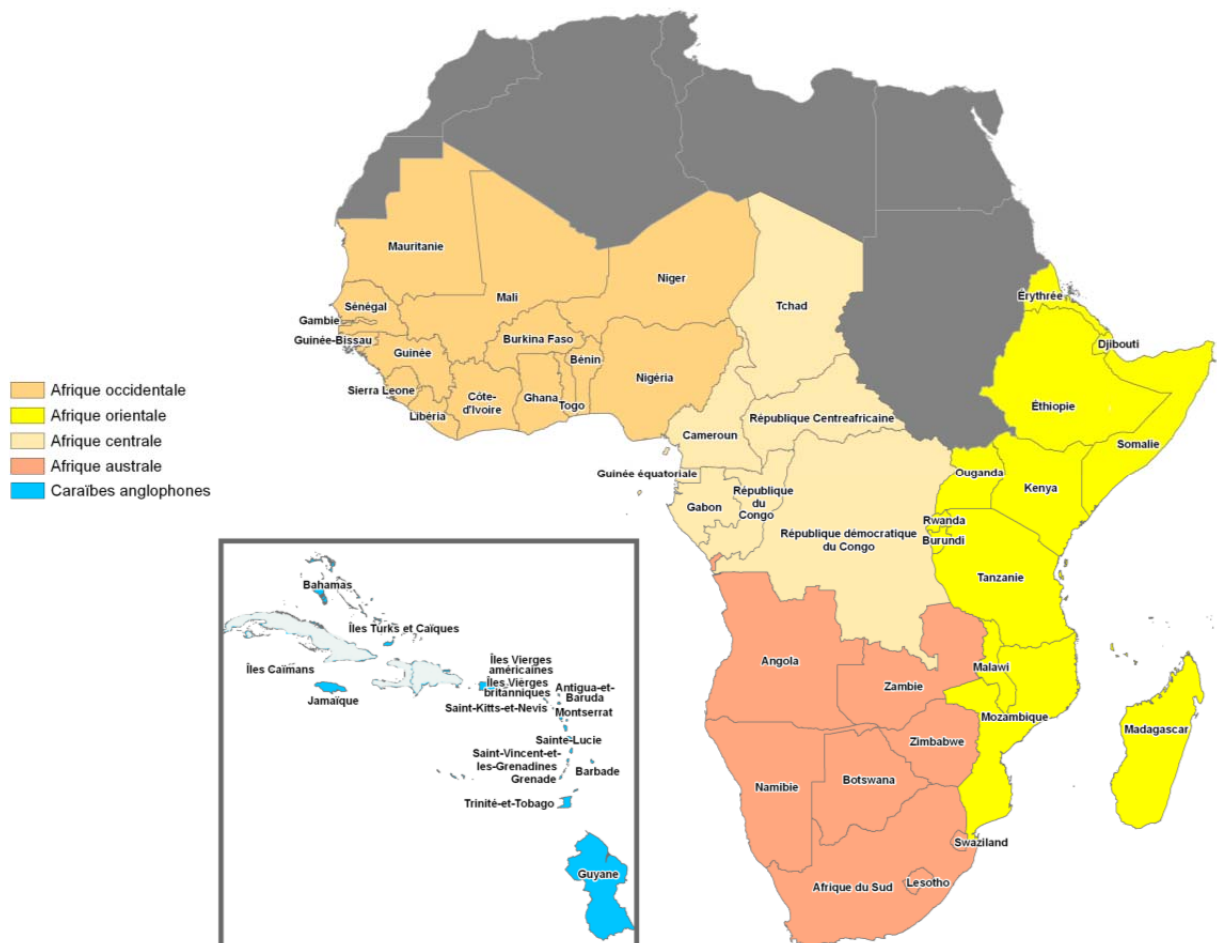 Mauritanie
Niger
Mali
Tchad
Érythrée
Sénégal
Gambie
Guinée-Bissau
Burkina Faso
Djibouti
Guinée
Bénin
Nigéria
Sierra Leone
Côte-
d'Ivoire
Ghana
Togo
Libéria
Éthiopie
République Centreafricaine
Cameroun
Somalie
Afrique occidentale
Afrique orientale
Afrique centrale
Afrique australe
Caraïbes anglophones
Guinée équatoriale
Ouganda
Kenya
Gabon
République
du
Congo
Rwanda
Burundi
République démocratique
du Congo
Tanzanie
Bahamas
Îles Turks et Caïques
Îles Caïmans
Jamaïque
Îles Vierges
américaines
Îles Vierges
britanniques
Antigua-et-
Baruda
Saint-Kitts-et-Nevis
Montserrat
Sainte-Lucie
Saint-Vincent-et-
les-Grenadines
Grenade
Barbade
Trinité-et-Tobago
Guyane
Angola
Zambie
Malawi
Mozambique
Madagascar
Zimbabwe
Namibie
Botswana
Swaziland
Lesotho
Afrique du Sud